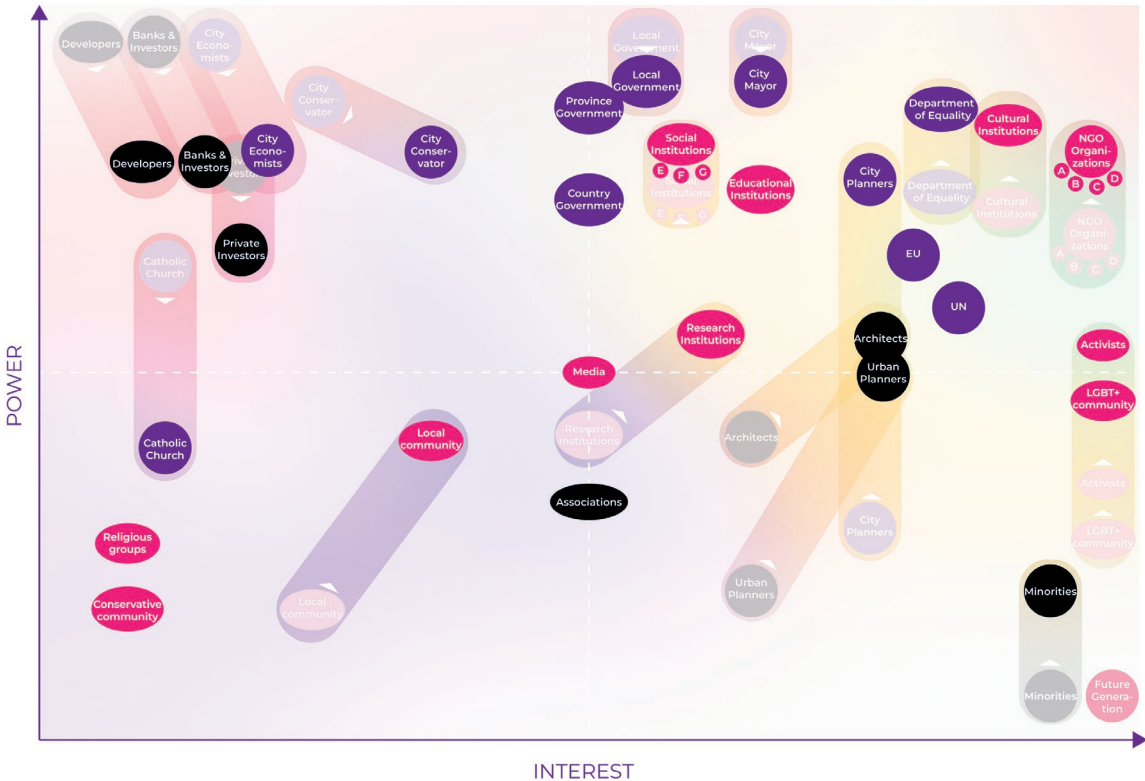 POWER
INTEREST
Developers
Banks &
Investors
City
Econo-
mists
City
Conser-
vator
Local
Government
City
Mayor
Local
Government
City
Mayor
Province
Government
Department
of Equality
Cultural
Institutions
Social
Institutions
E
F
G
Institutions
E
F
G
NGO
Organi-
zations
A
B
C
D
Developers
Banks &
Investors
City
Econo-
mists
City
Conser-
vator
Country
Government
Educational
Institutions
City
Planners
Department
of Equality
Cultural
Institutions
NGO
Organi-
zations
A
B
C
D
Private
Investors
Catholic
Church
EU
UN
Research
Institutions
Architects
Urban
Planners
Activists
Media
LGBT+
community
Catholic
Church
Local
community
Research
Institutions
Architects
Activists
Associations
City
Planners
LGBT+
community
Religious
groups
Conservative
community
Local
community
Urban
Planners
Minorities
Minorities
Future
Genera-
tion